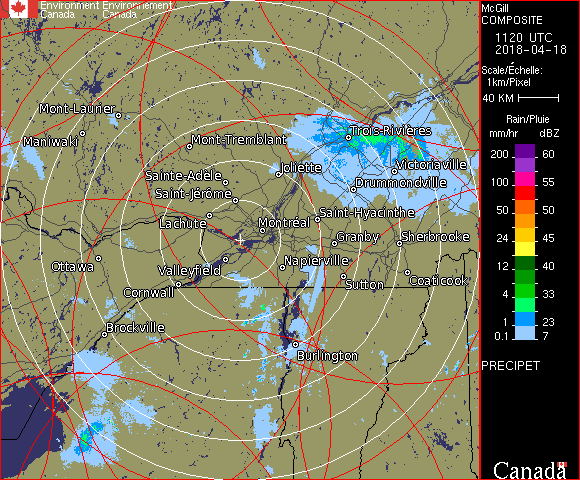 Environment Environnement
Canada Canada
McGill
COMPOSITE
1120 UTC
2018-04-18
Scale/Échelle:
1km/Pixel
40 KM
Rain/Pluie
mm/hr dBZ
200 60
100 55
50 50
24 45
12 40
4 33
1 23
0.1 7
PRECIPET
Canada
Mont-Laurier
Maniwaki
Mont-Tremblant
Trois-Rivières
Joliette
Victoriaville
Sainte-Adèle
Drummondville
Saint-Jérôme
Saint-Hyacinthe
Lachute
Montréal
Granby
Sherbrooke
Ottawa
Valleyfield
Napierville
Cornwall
Sutton
Coaticook
Brockville
Burlington